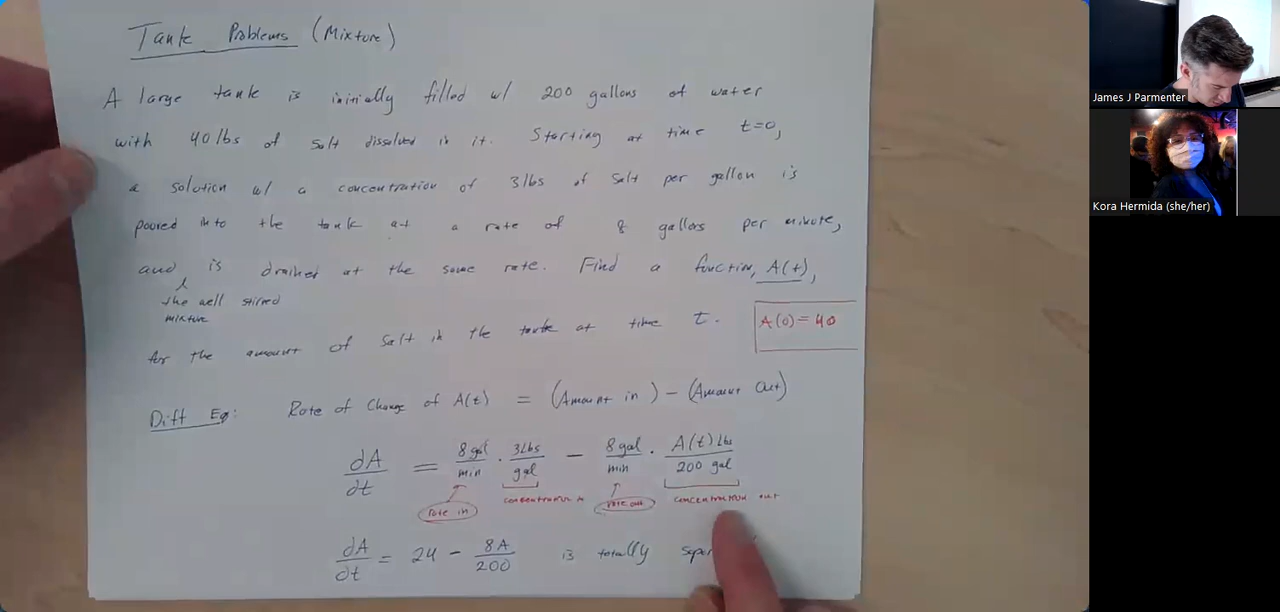 Tank Problems (Mixture)
A large tank is initially filled w/ 200 gallons of water
with 40 lbs of salt dissolved in it. Starting at time t=0,
a solution w/ a concentration of 3lbs of salt per gallon is
poured into the tank at a rate of 8 gallons per minute,
and is drained at the same rate. Find a function, A(t),
the well stirred
mixture
for the amount of salt in the tank at time t.
A(0) = 40
Diff Eq: Rate of Change of A(t) = (Amount in) - (Amount Out)
dA/dt = 8 gal/min · 3 Lbs/gal - 8 gal/min · A(t) Lbs/200 gal
rate in concentration in rate out concentration out
dA/dt = 24 - 8A/200 is totally
James J Parmenter
Kora Hermida (she/her)